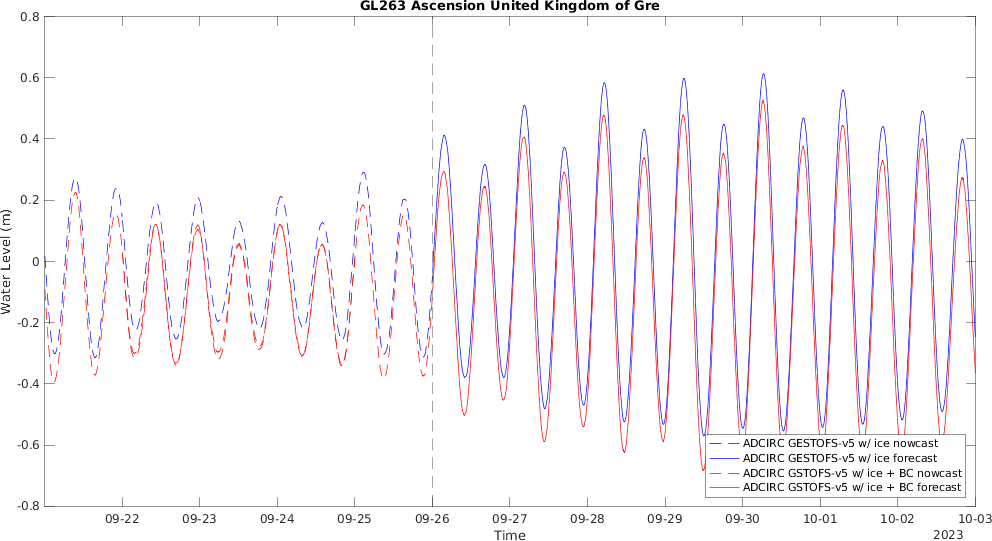 GL263 Ascension United Kingdom of Gre
0.8
0.6
0.4
0.2
0
-0.2
-0.4
-0.6
-0.8
Water Level (m)
ADCIRC GESTOFS-v5 w/ ice nowcast
ADCIRC GESTOFS-v5 w/ ice forecast
ADCIRC GSTOFS-v5 w/ ice + BC nowcast
ADCIRC GSTOFS-v5 w/ ice + BC forecast
09-22 09-23 09-24 09-25 09-26 09-27 09-28 09-29 09-30 10-01 10-02 10-03
Time
2023